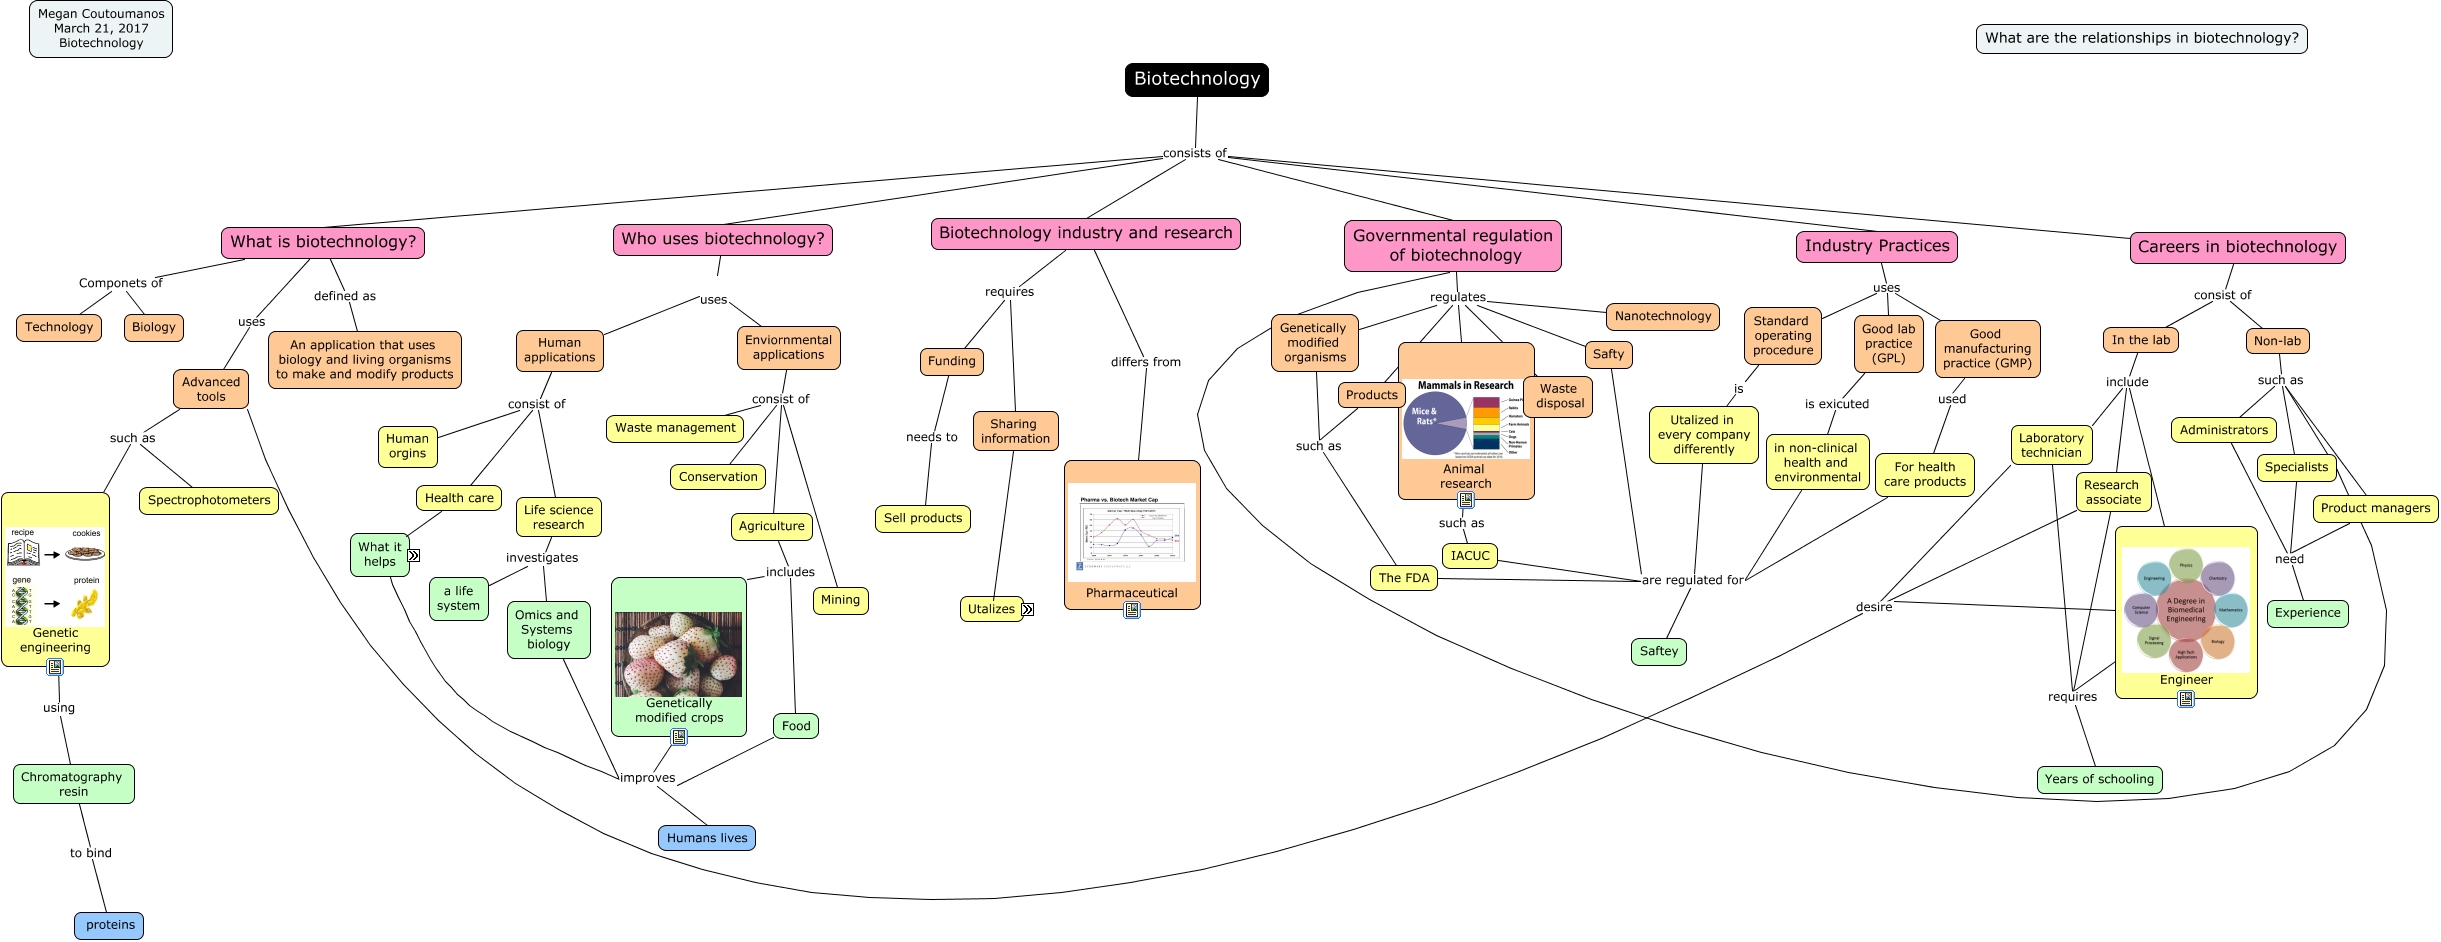 Megan Coutoumanos
March 21, 2017
Biotechnology
What are the relationships in biotechnology?
Biotechnology
consists of
What is biotechnology?
Who uses biotechnology?
Biotechnology industry and research
Governmental regulation
of biotechnology
Industry Practices
Careers in biotechnology
Componets of
Technology
Biology
uses
defined as
An application that uses
biology and living organisms
to make and modify products
Advanced
tools
such as
Spectrophotometers
recipe
cookies
gene
protein
Genetic
engineering
using
Chromatography
resin
to bind
proteins
uses
Human
applications
Enviornmental
applications
consist of
Human
orgins
Health care
Life science
research
What it
helps
investigates
a life
system
Omics and
Systems
biology
consist of
Waste management
Conservation
Agriculture
Mining
includes
Genetically
modified crops
Food
improves
Humans lives
requires
Funding
needs to
Sell products
Sharing
information
Utalizes
differs from
Pharma vs. Biotech Market Cap
Pharmaceutical
regulates
Genetically
modified
organisms
Products
such as
The FDA
Mammals in Research
Mice &
Rats*
Animal
research
such as
IACUC
Waste
disposal
Safty
Nanotechnology
are regulated for
Saftey
uses
Standard
operating
procedure
Good lab
practice
(GPL)
Good
manufacturing
practice (GMP)
is
Utalized in
every company
differently
is exicuted
in non-clinical
health and
environmental
used
For health
care products
consist of
In the lab
Non-lab
include
Laboratory
technician
Research
associate
desire
A Degree in
Biomedical
Engineering
Physics
Chemistry
Mathematics
Biology
High Tech
Applications
Signal
Processing
Computer
Science
Engineering
Engineer
requires
Years of schooling
such as
Administrators
Specialists
Product managers
need
Experience